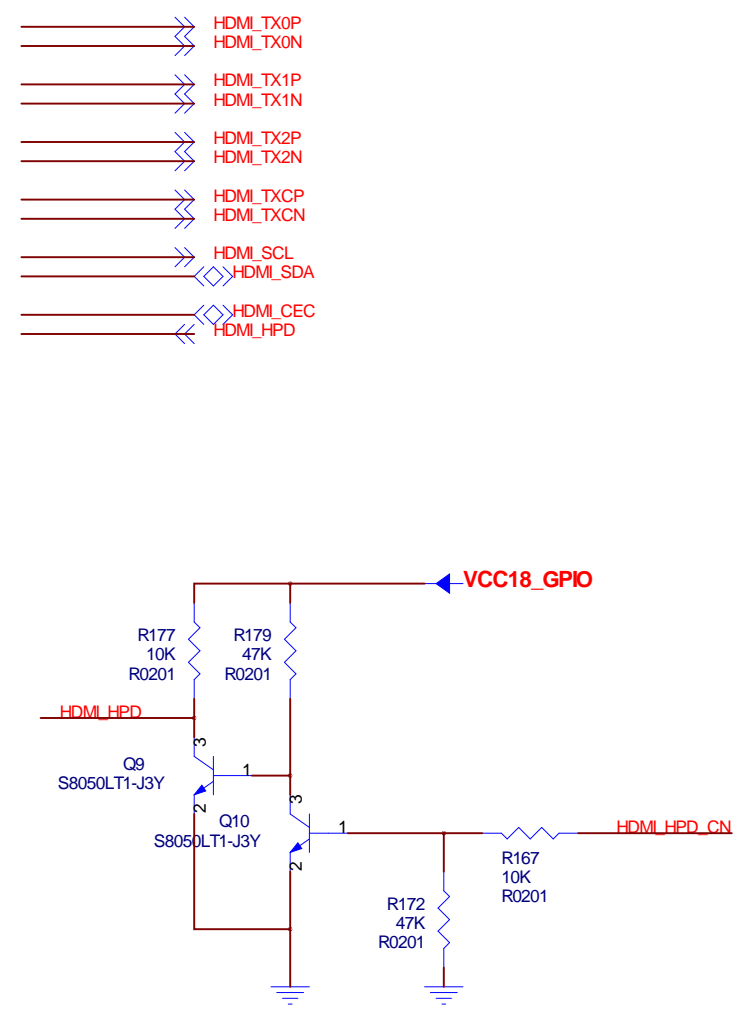 HDMI_TX0P
HDMI_TX0N
HDMI_TX1P
HDMI_TX1N
HDMI_TX2P
HDMI_TX2N
HDMI_TXCP
HDMI_TXCN
HDMI_SCL
HDMI_SDA
HDMI_CEC
HDMI_HPD
VCC18_GPIO
R177
10K
R0201
R179
47K
R0201
HDMI_HPD
3
Q9
S8050LT1-J3Y
1
2
3
Q10
S8050LT1-J3Y
1
2
HDMI_HPD_CN
R167
10K
R0201
R172
47K
R0201